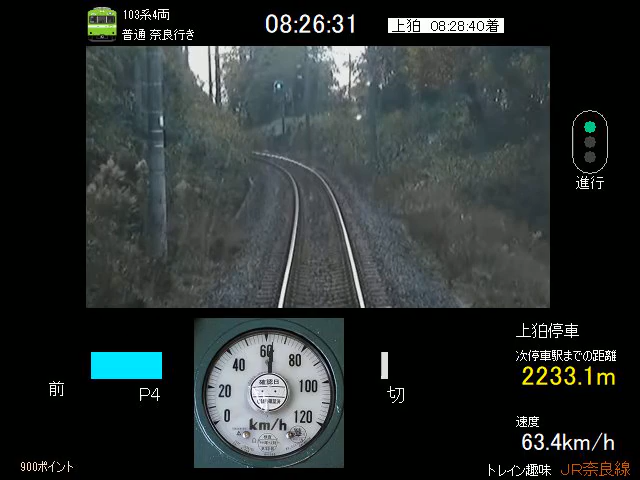 103系4両
普通 奈良行き
08:26:31
上狛 08:28:40着
進行
上狛停車
次停車駅までの距離
2233.1m
前
P4
切
0
20
40
60
80
100
120
確認日
km/h
速度
63.4km/h
900ポイント
トレイン趣味 JR奈良線